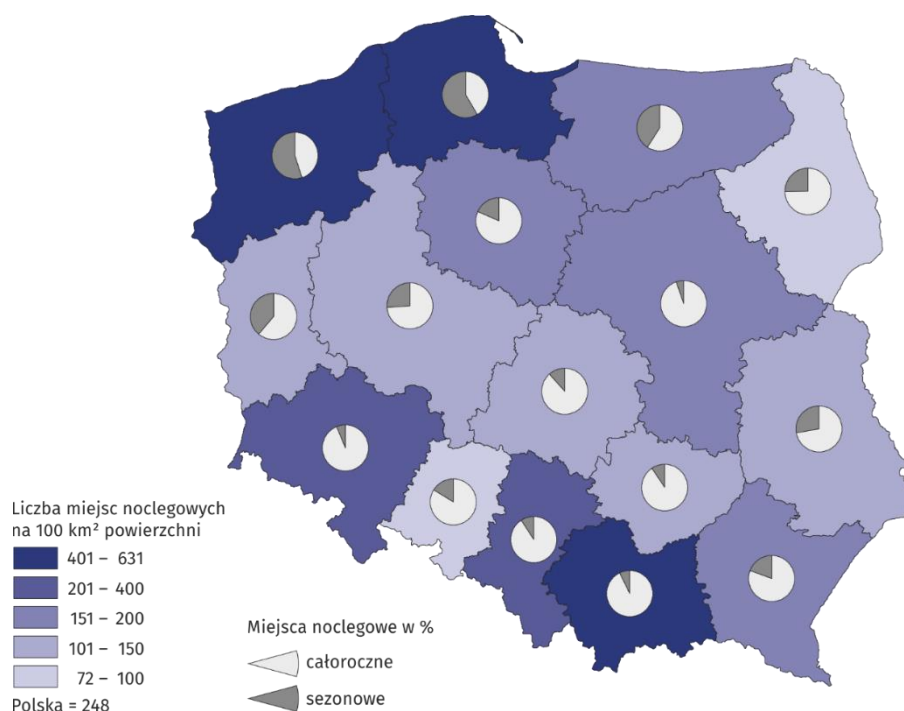 Liczba miejsc noclegowych
na 100 km² powierzchni
401 – 631
201 – 400
151 – 200
101 – 150
72 – 100
Polska = 248
Miejsca noclegowe w %
całoroczne
sezonowe